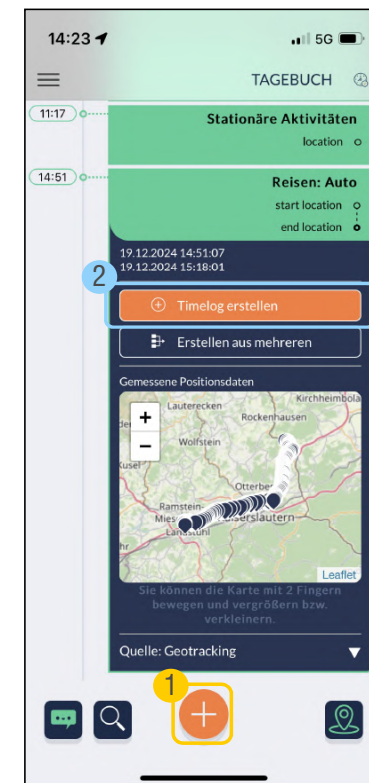 14:23
5G
TAGEBUCH
11:17
Stationäre Aktivitäten
location
14:51
Reisen: Auto
start location
end location
19.12.2024 14:51:07
19.12.2024 15:18:01
2
Timelog erstellen
Erstellen aus mehreren
Gemessene Positionsdaten
+
−
Lauterecken
Kirchheimbola
Rockenhausen
Wolfstein
Kusel
Otterbe
Ramstein-
Mies
serslautern
Landstuhl
Leaflet
Sie können die Karte mit 2 Fingern
bewegen und vergrößern bzw.
verkleinern.
Quelle: Geotracking
1